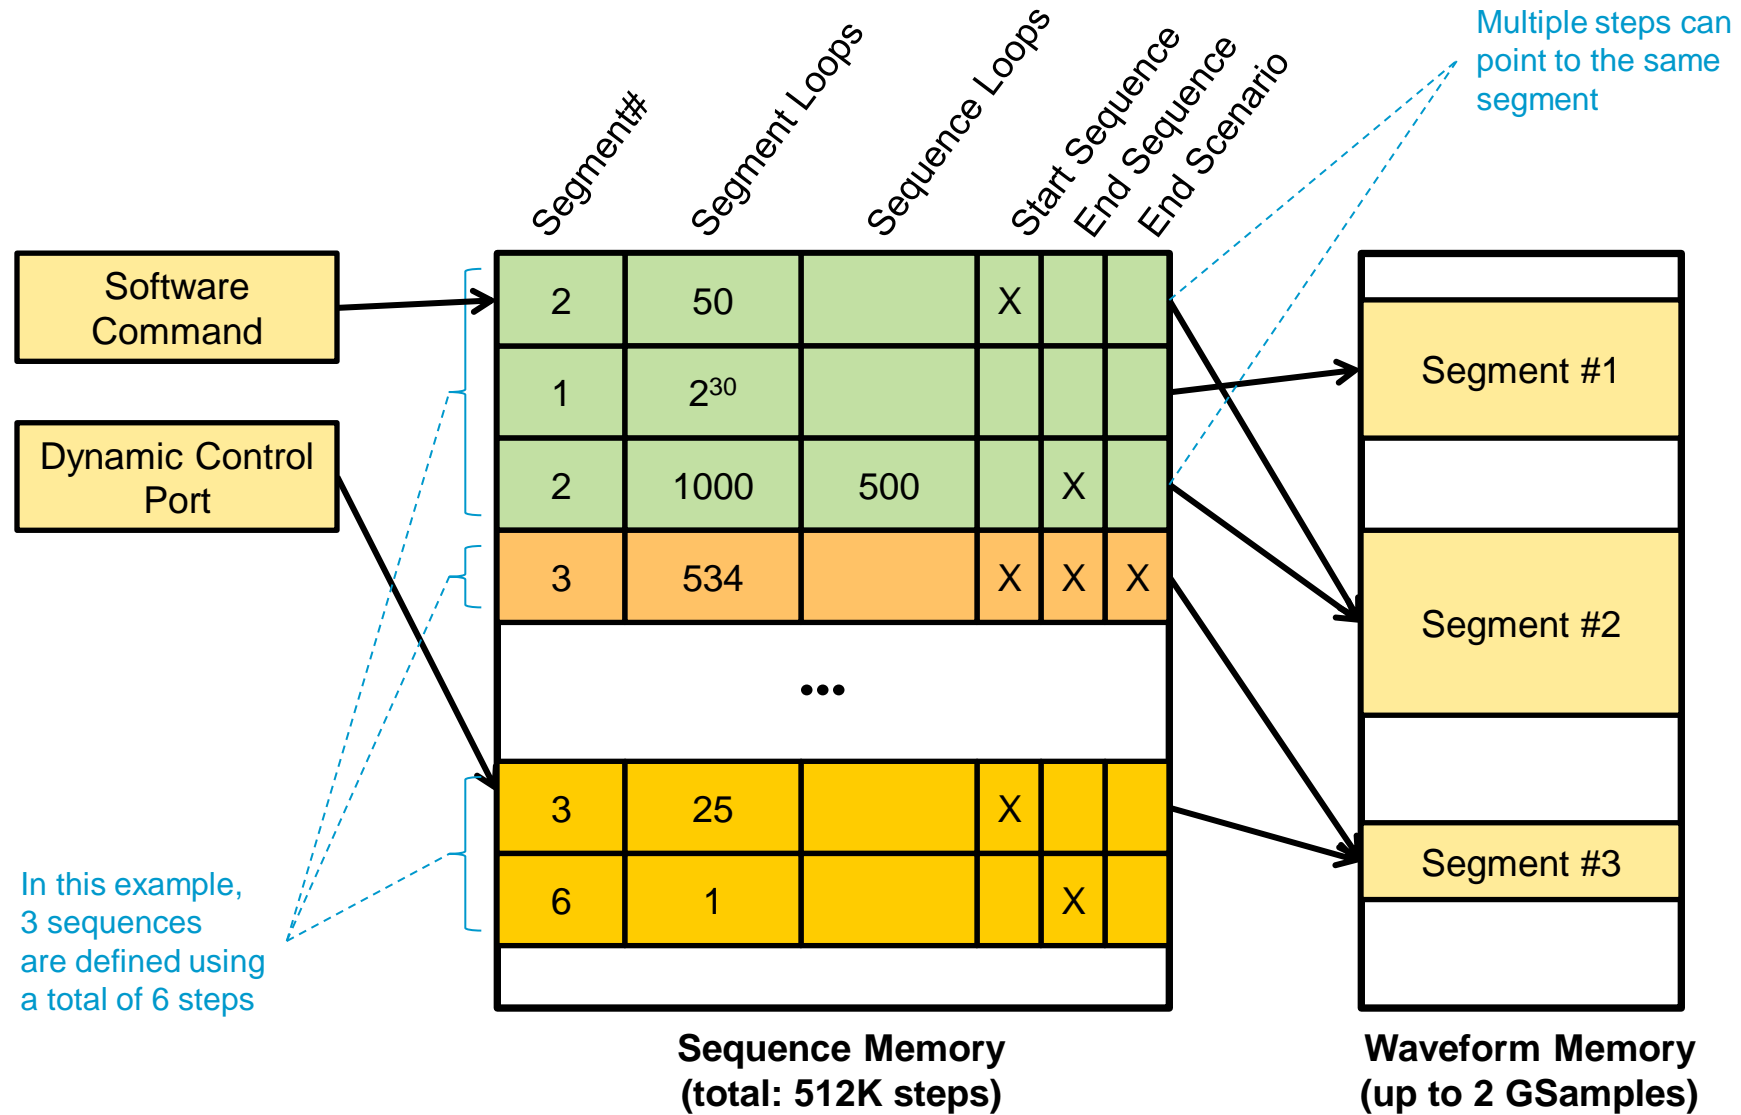 Multiple steps can
point to the same
segment
Segment#
Segment Loops
Sequence Loops
Start Sequence
End Sequence
End Scenario
Software
Command
Dynamic Control
Port
2 50 X
1 2³⁰
2 1000 500 X
3 534 X X X
...
3 25 X
6 1 X
Segment #1
Segment #2
Segment #3
In this example,
3 sequences
are defined using
a total of 6 steps
Sequence Memory
(total: 512K steps)
Waveform Memory
(up to 2 GSamples)